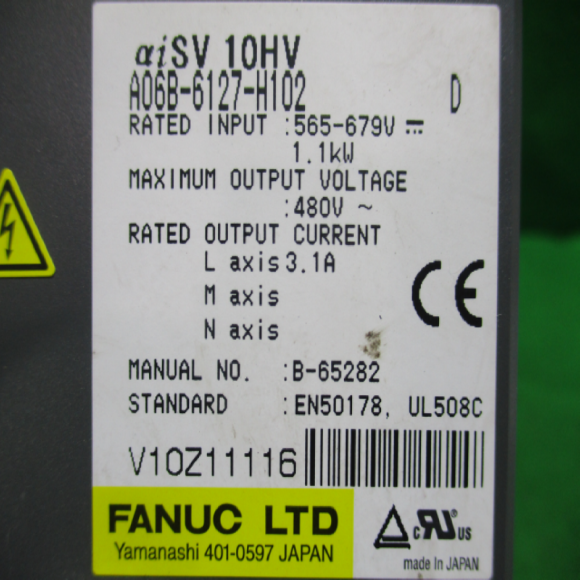 αiSV 10HV
A06B-6127-H102 D
RATED INPUT :565-679V ⎓
1.1kW
MAXIMUM OUTPUT VOLTAGE
:480V ~
RATED OUTPUT CURRENT
L axis 3.1A
M axis
N axis
CE
MANUAL NO. :B-65282
STANDARD :EN50178, UL508C
V10Z11116
FANUC LTD
Yamanashi 401-0597 JAPAN
c RU US
made in JAPAN